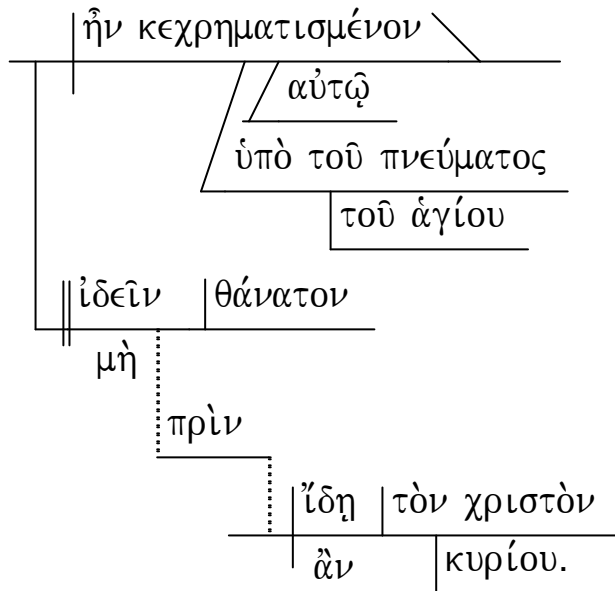 ἦν κεχρηματισμένον
αὐτῷ
ὑπὸ τοῦ πνεύματος
τοῦ ἁγίου
ἰδεῖν θάνατον
μὴ
πρὶν
ἴδῃ τὸν χριστὸν
ἂν κυρίου.